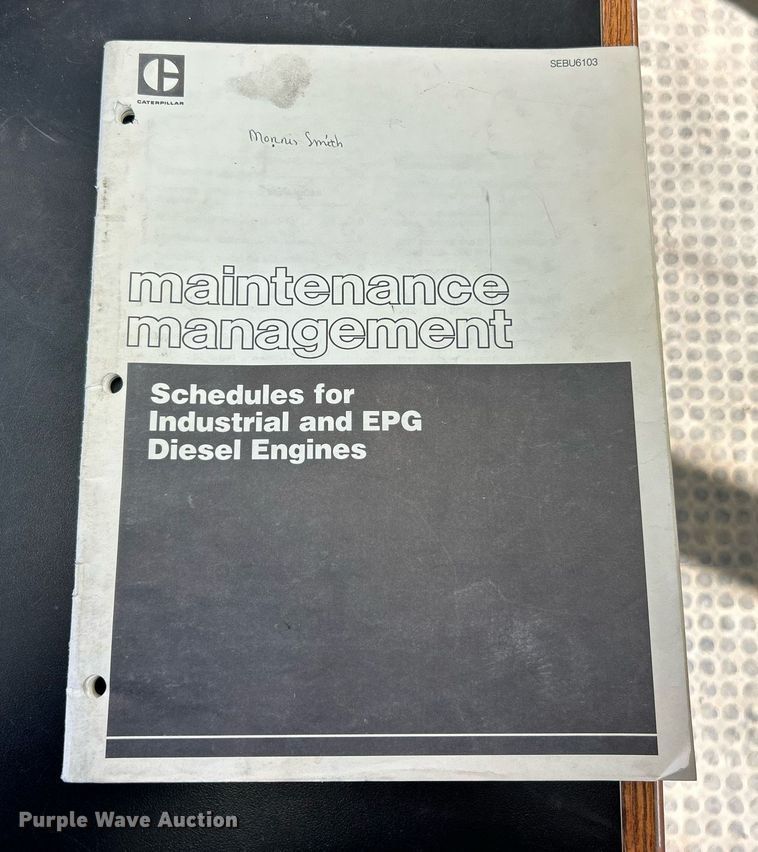 SEBU6103
CATERPILLAR
Morris Smith
maintenance
management
Schedules for
Industrial and EPG
Diesel Engines
Purple Wave Auction